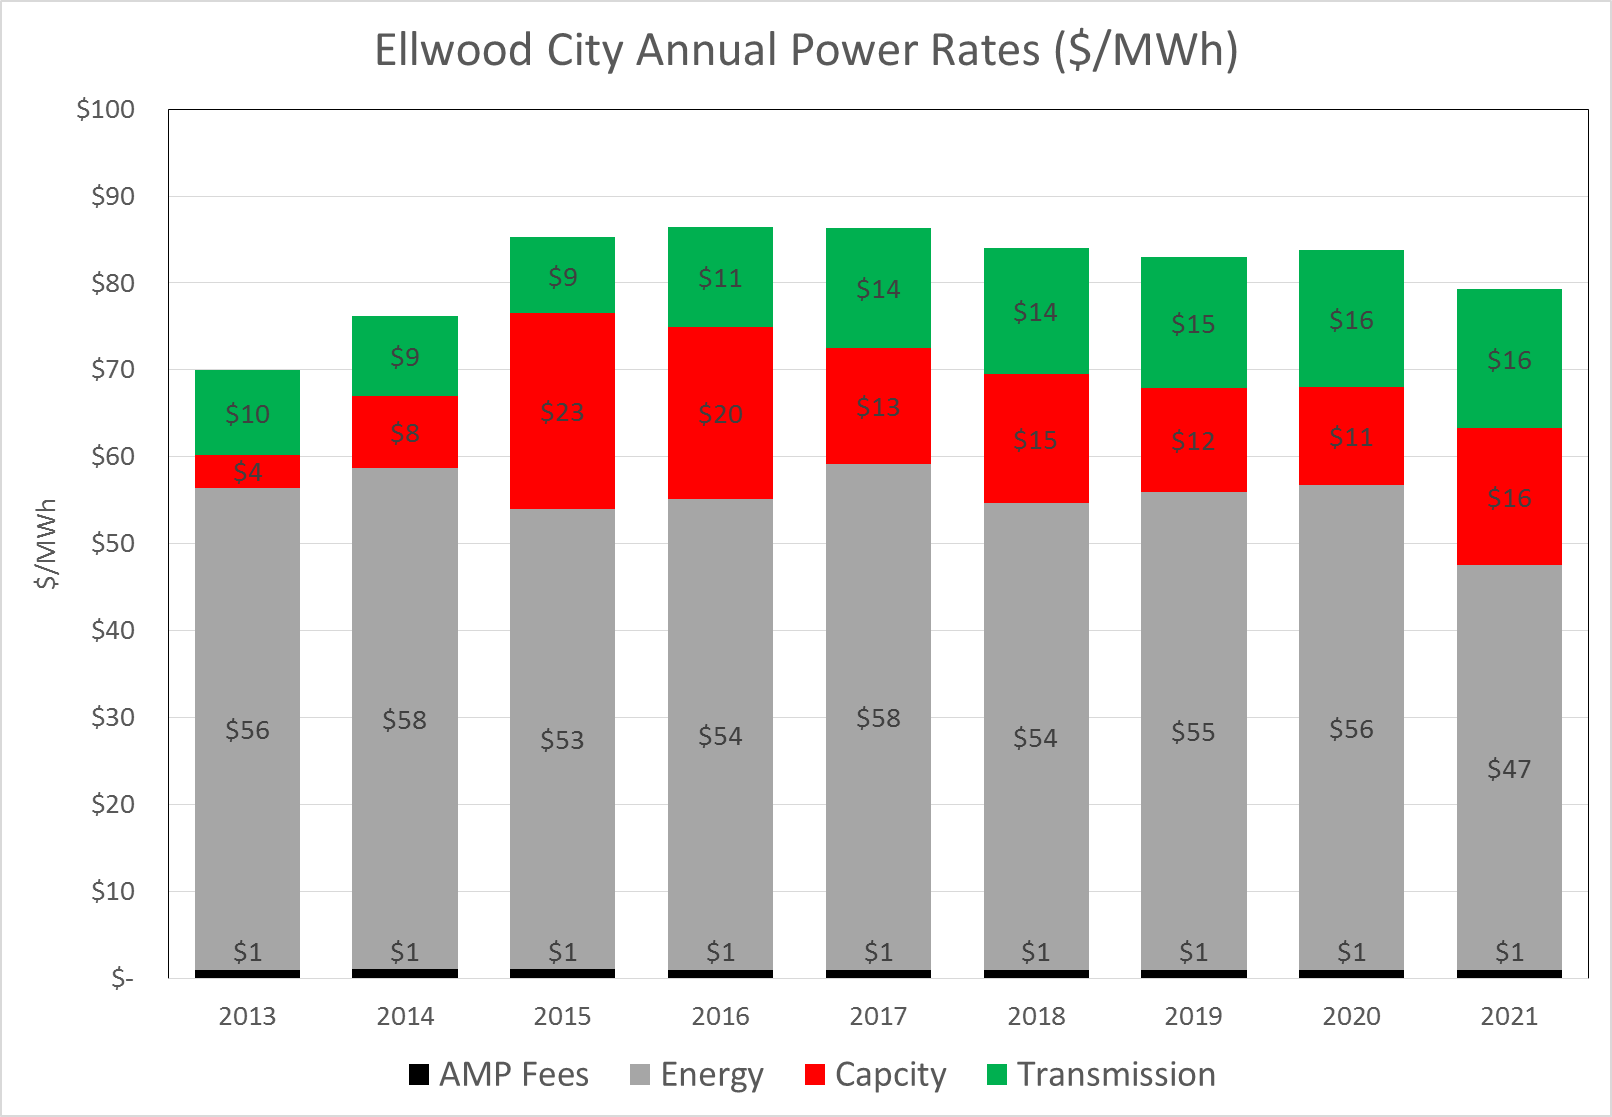 Ellwood City Annual Power Rates ($/MWh)
$100
$90
$80
$70
$60
$50
$40
$30
$20
$10
$-
$/MWh
$10 $9 $9 $11 $14 $14 $15 $16 $16
$4 $8 $23 $20 $13 $15 $12 $11 $16
$56 $58 $53 $54 $58 $54 $55 $56 $47
$1 $1 $1 $1 $1 $1 $1 $1 $1
2013 2014 2015 2016 2017 2018 2019 2020 2021
AMP Fees Energy Capcity Transmission